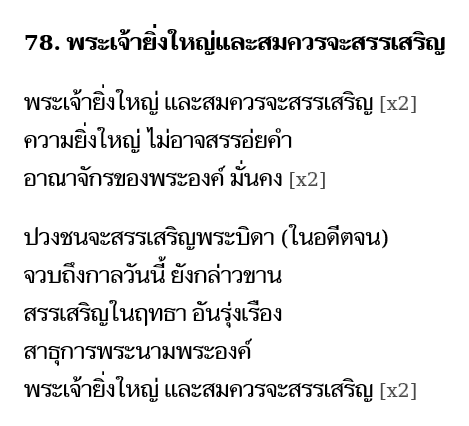 78. พระเจ้ายิ่งใหญ่และสมควรจะสรรเสริญ
พระเจ้ายิ่งใหญ่ และสมควรจะสรรเสริญ [x2]
ความยิ่งใหญ่ ไม่อาจสรรอ่ยคำ
อาณาจักรของพระองค์ มั่นคง [x2]
ปวงชนจะสรรเสริญพระบิดา (ในอดีตจน)
จวบถึงกาลวันนี้ ยังกล่าวขาน
สรรเสริญในฤทธา อันรุ่งเรือง
สาธุการพระนามพระองค์
พระเจ้ายิ่งใหญ่ และสมควรจะสรรเสริญ [x2]